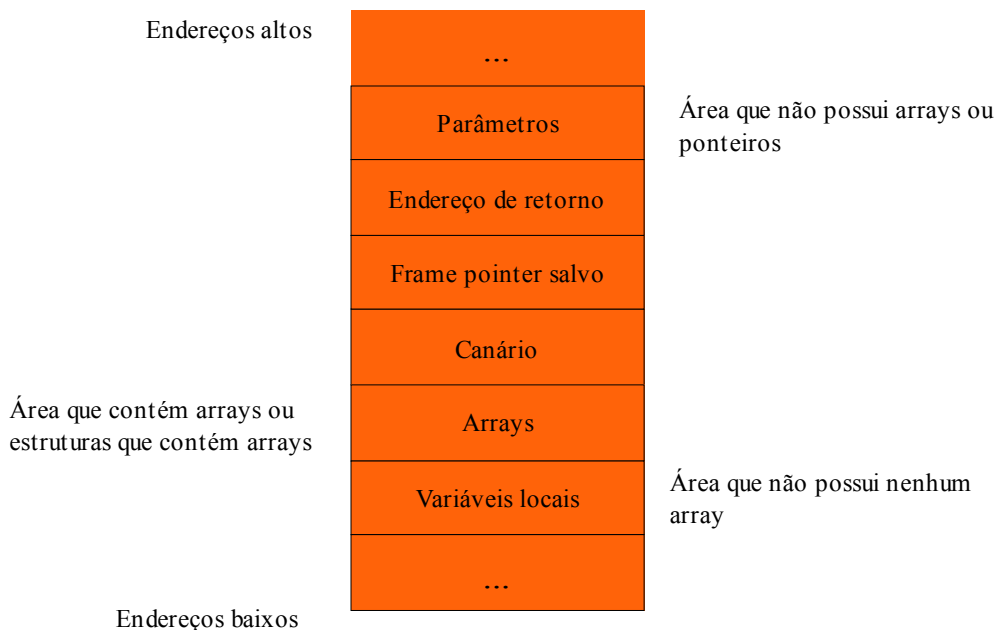 Endereços altos
...
Parâmetros
Área que não possui arrays ou
ponteiros
Endereço de retorno
Frame pointer salvo
Canário
Área que contém arrays ou
estruturas que contém arrays
Arrays
Variáveis locais
Área que não possui nenhum
array
...
Endereços baixos